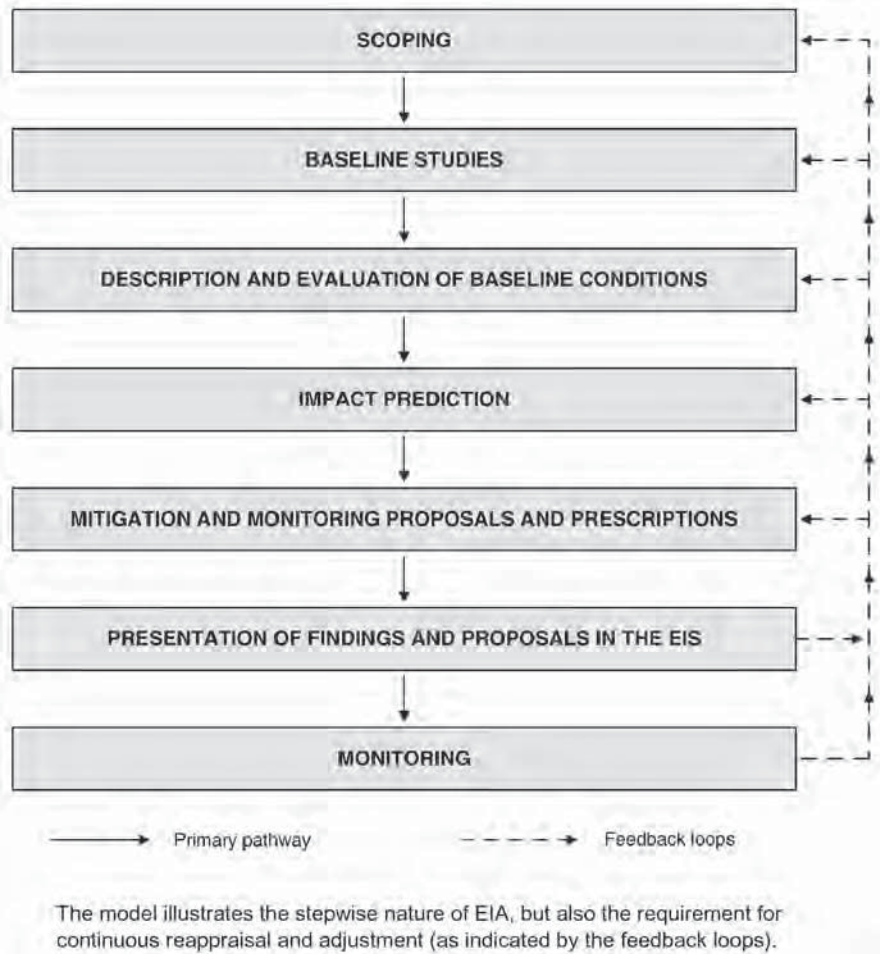 SCOPING
BASELINE STUDIES
DESCRIPTION AND EVALUATION OF BASELINE CONDITIONS
IMPACT PREDICTION
MITIGATION AND MONITORING PROPOSALS AND PRESCRIPTIONS
PRESENTATION OF FINDINGS AND PROPOSALS IN THE EIS
MONITORING
Primary pathway
Feedback loops
The model illustrates the stepwise nature of EIA, but also the requirement for
continuous reappraisal and adjustment (as indicated by the feedback loops).